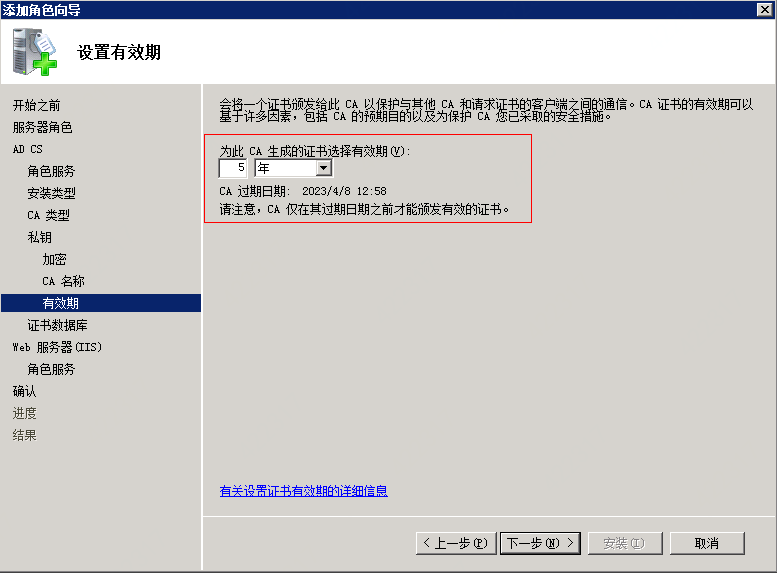 添加角色向导
设置有效期
开始之前
服务器角色
AD CS
角色服务
安装类型
CA 类型
私钥
加密
CA 名称
有效期
证书数据库
Web 服务器(IIS)
角色服务
确认
进度
结果
会将一个证书颁发给此 CA 以保护与其他 CA 和请求证书的客户端之间的通信。CA 证书的有效期可以
基于许多因素，包括 CA 的预期目的以及为保护 CA 您已采取的安全措施。
为此 CA 生成的证书选择有效期(V):
5 年
CA 过期日期: 2023/4/8 12:58
请注意，CA 仅在其过期日期之前才能颁发有效的证书。
有关设置证书有效期的详细信息
< 上一步(P) 下一步(N) > 安装(I) 取消